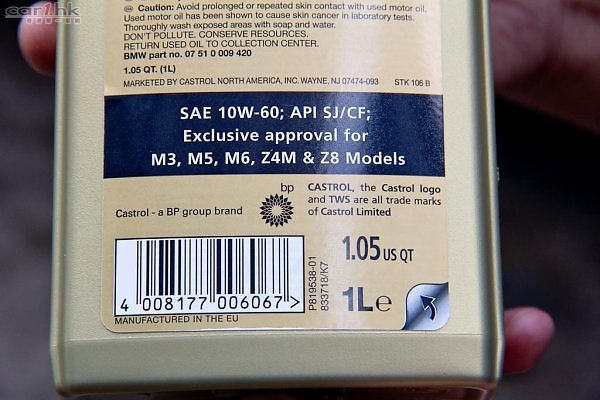 car1.hk
Caution: Avoid prolonged or repeated skin contact with used motor oil.
Used motor oil has been shown to cause skin cancer in laboratory tests.
Thoroughly wash exposed areas with soap and water.
DON'T POLLUTE. CONSERVE RESOURCES.
RETURN USED OIL TO COLLECTION CENTER.
BMW part no. 07 51 0 009 420
1.05 QT. (1L)
MARKETED BY CASTROL NORTH AMERICA, INC. WAYNE, NJ 07474-093 STK 106 B
SAE 10W-60; API SJ/CF;
Exclusive approval for
M3, M5, M6, Z4M & Z8 Models
Castrol - a BP group brand
bp
CASTROL, the Castrol logo
and TWS are all trade marks
of Castrol Limited
4 008177 006067 >
MANUFACTURED IN THE EU
P819538-01
833718/K7
1.05 US QT
1L e